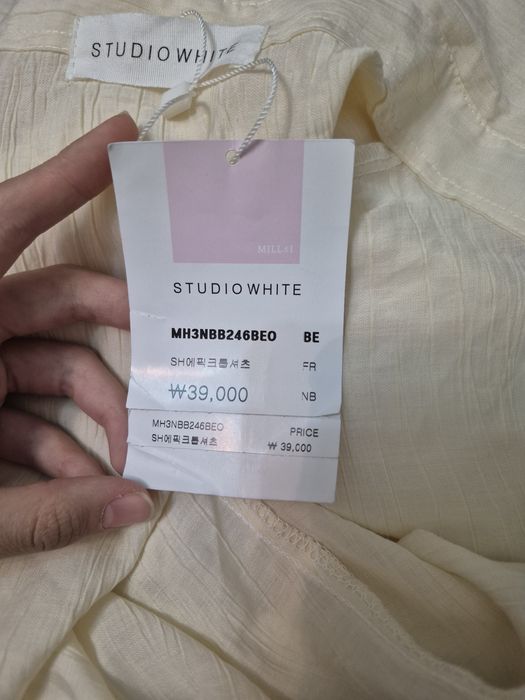 STUDIOWHITE
MILLσ1
STUDIOWHITE
MH3NBB246BEO BE
SH에픽크롭셔츠 FR
₩39,000 NB
MH3NBB246BEO PRICE
SH에픽크롭셔츠 ₩ 39,000